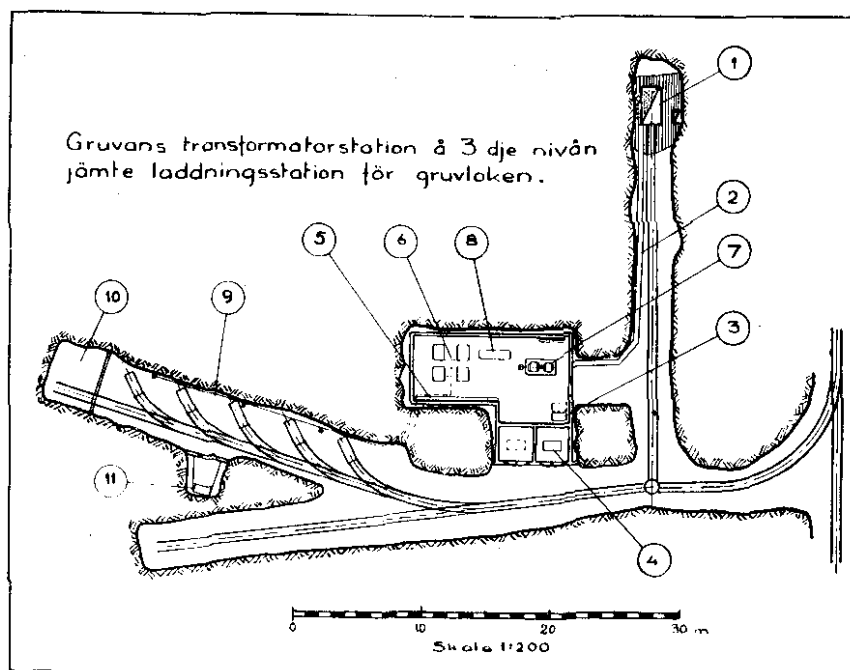 1
Gruvans transformatorstation å 3 dje nivån
jämte laddningsstation för gruvloken.
2
5
6
8
7
10
9
3
11
4
0 10 20 30 m
Skala 1:200